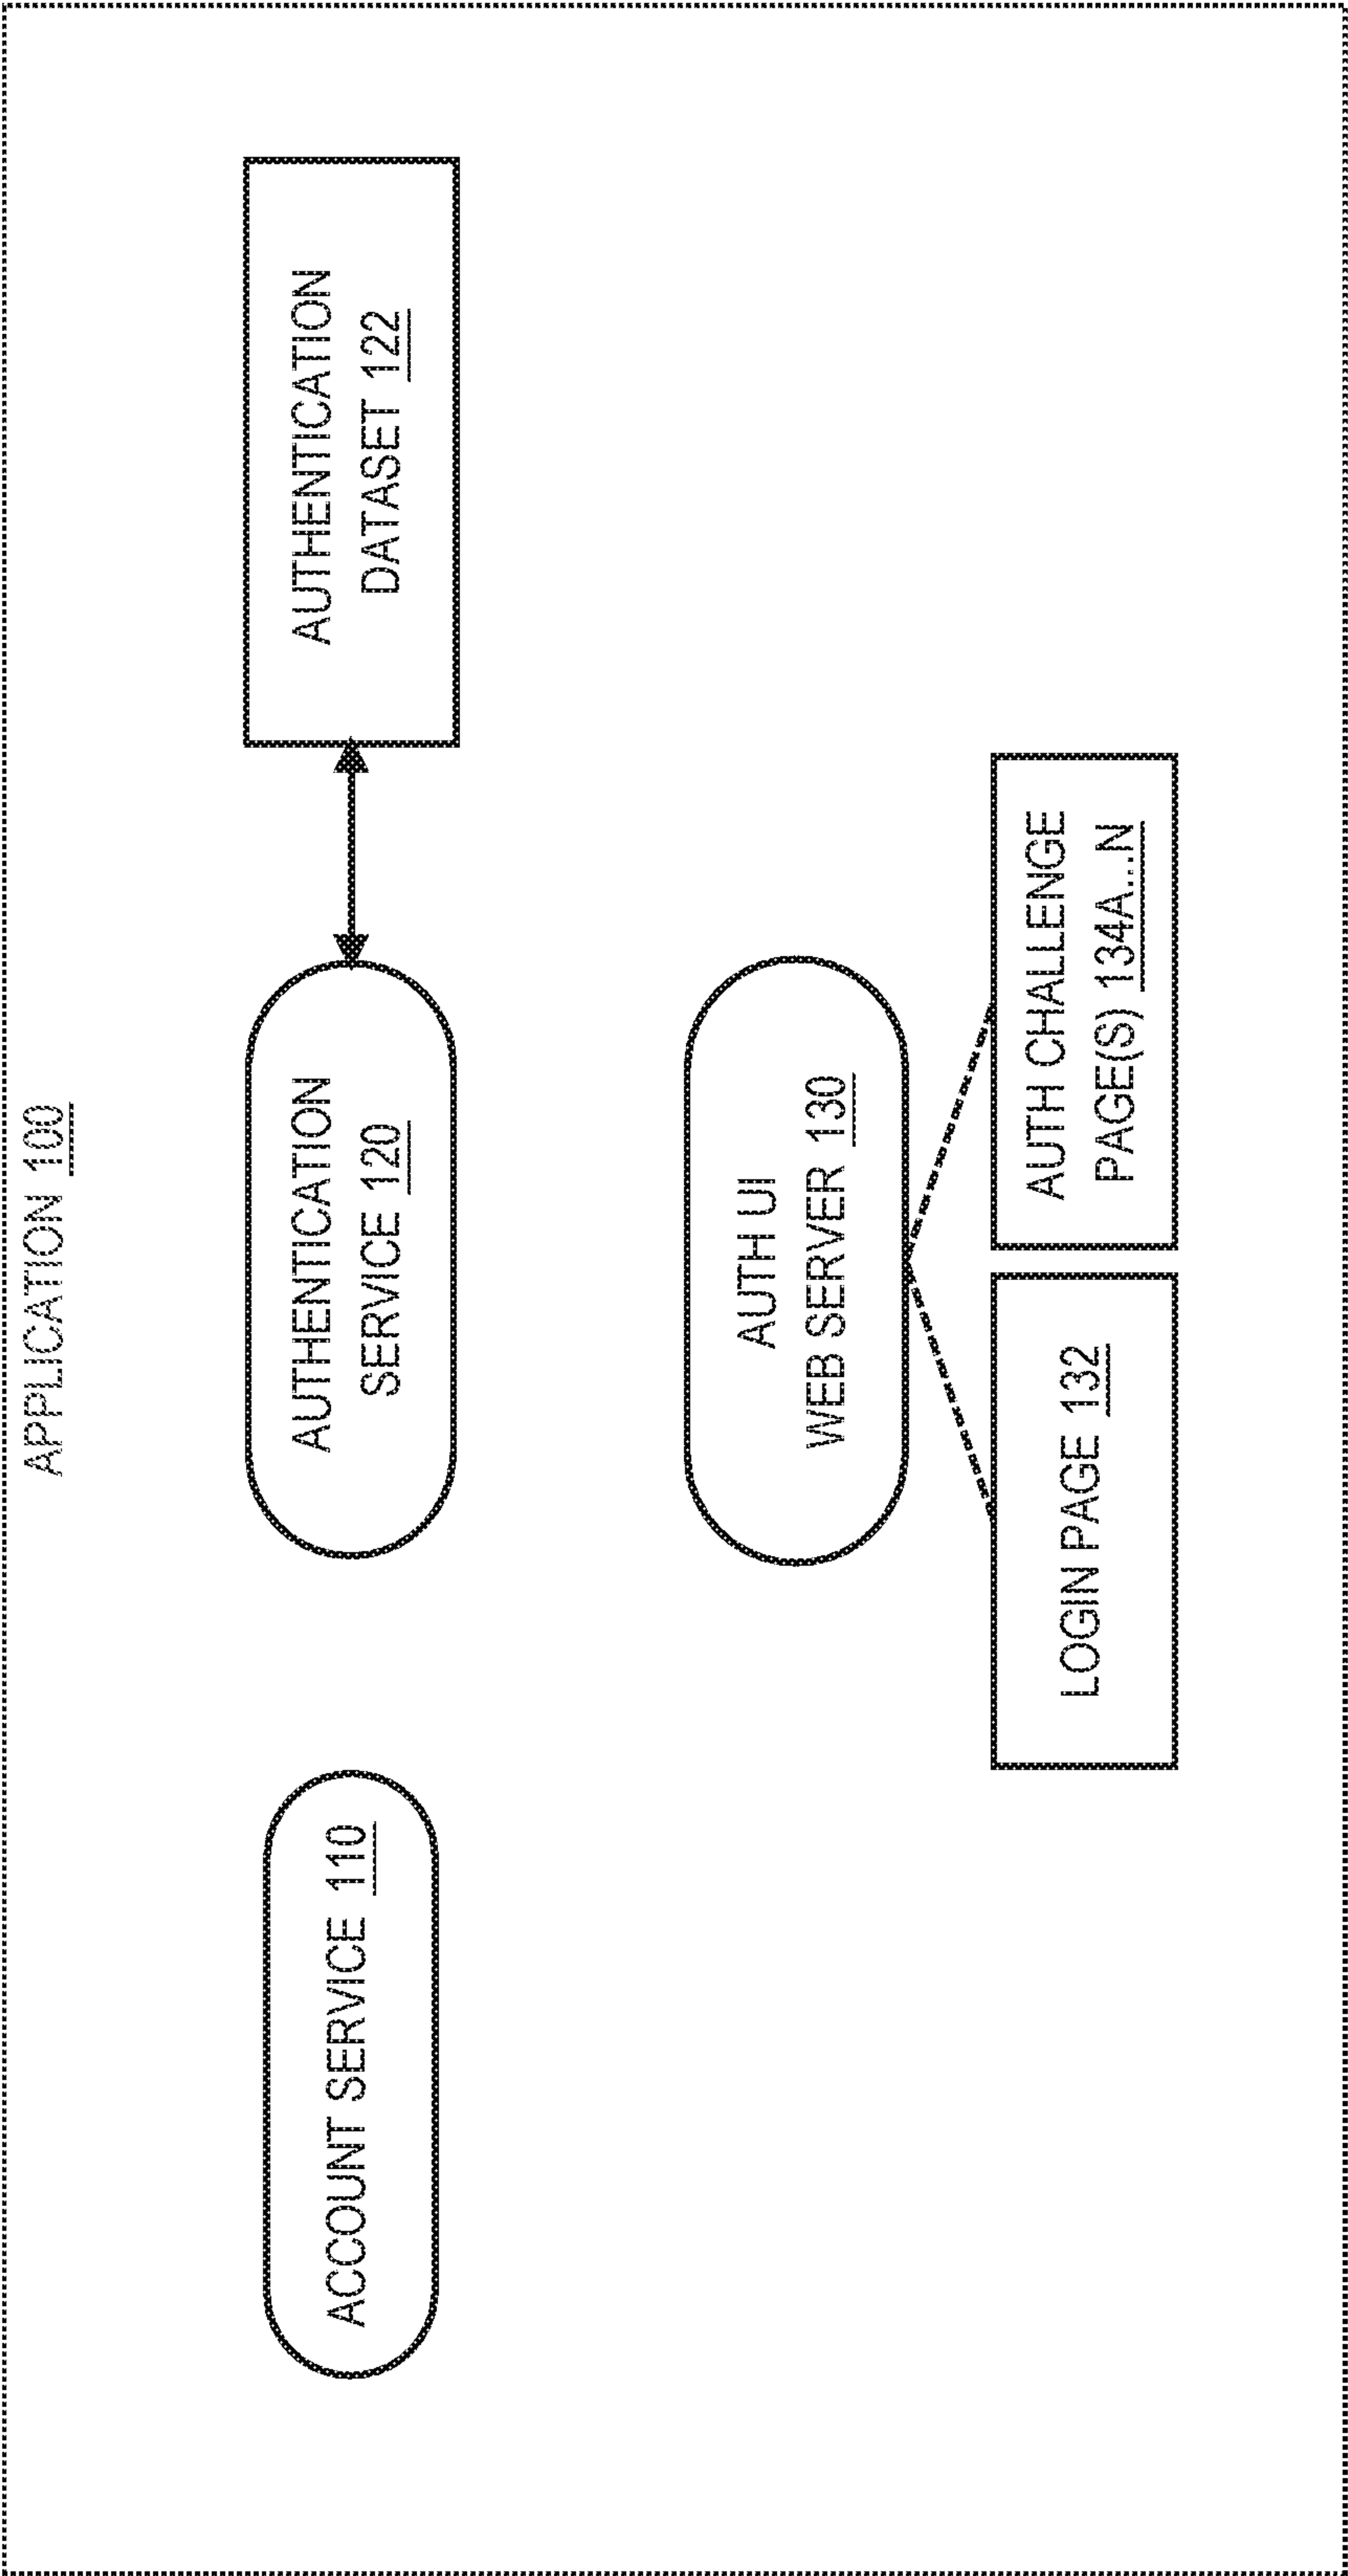 APPLICATION 100
ACCOUNT SERVICE 110
AUTHENTICATION
SERVICE 120
AUTHENTICATION
DATASET 122
AUTH UI
WEB SERVER 130
LOGIN PAGE 132
AUTH CHALLENGE
PAGE(S) 134A...N